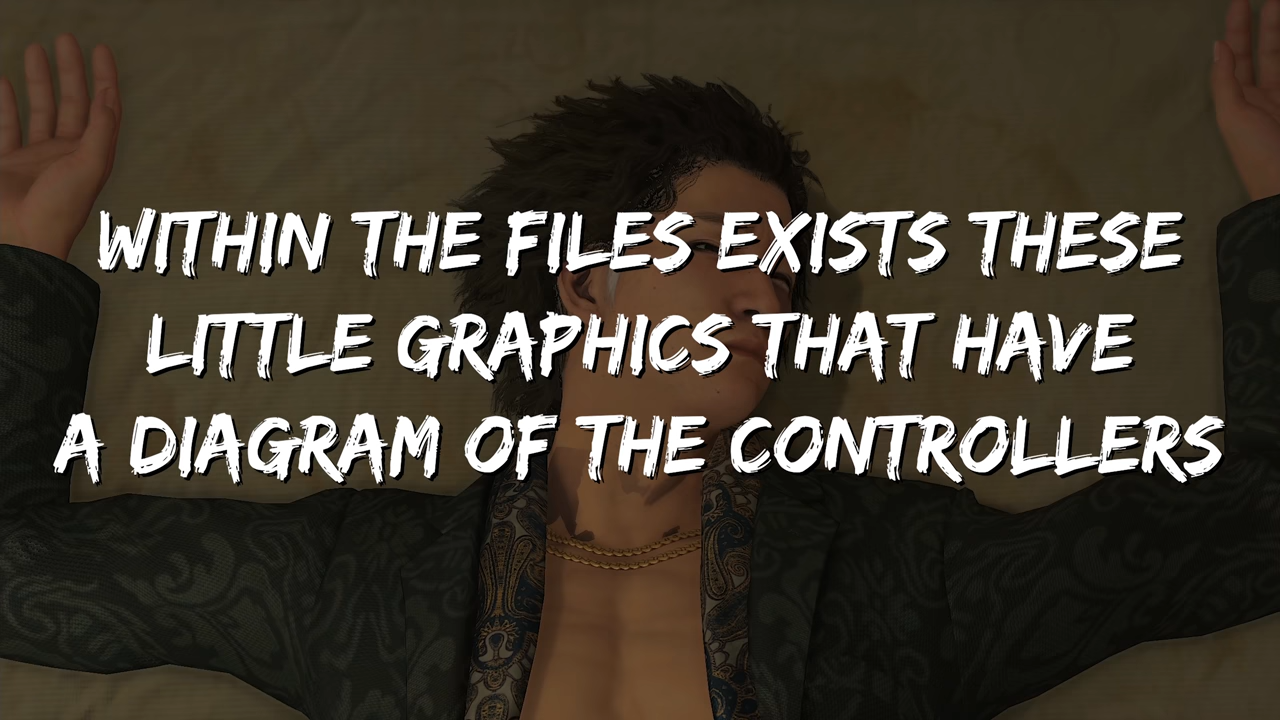 WITHIN THE FILES EXISTS THESE
LITTLE GRAPHICS THAT HAVE
A DIAGRAM OF THE CONTROLLERS